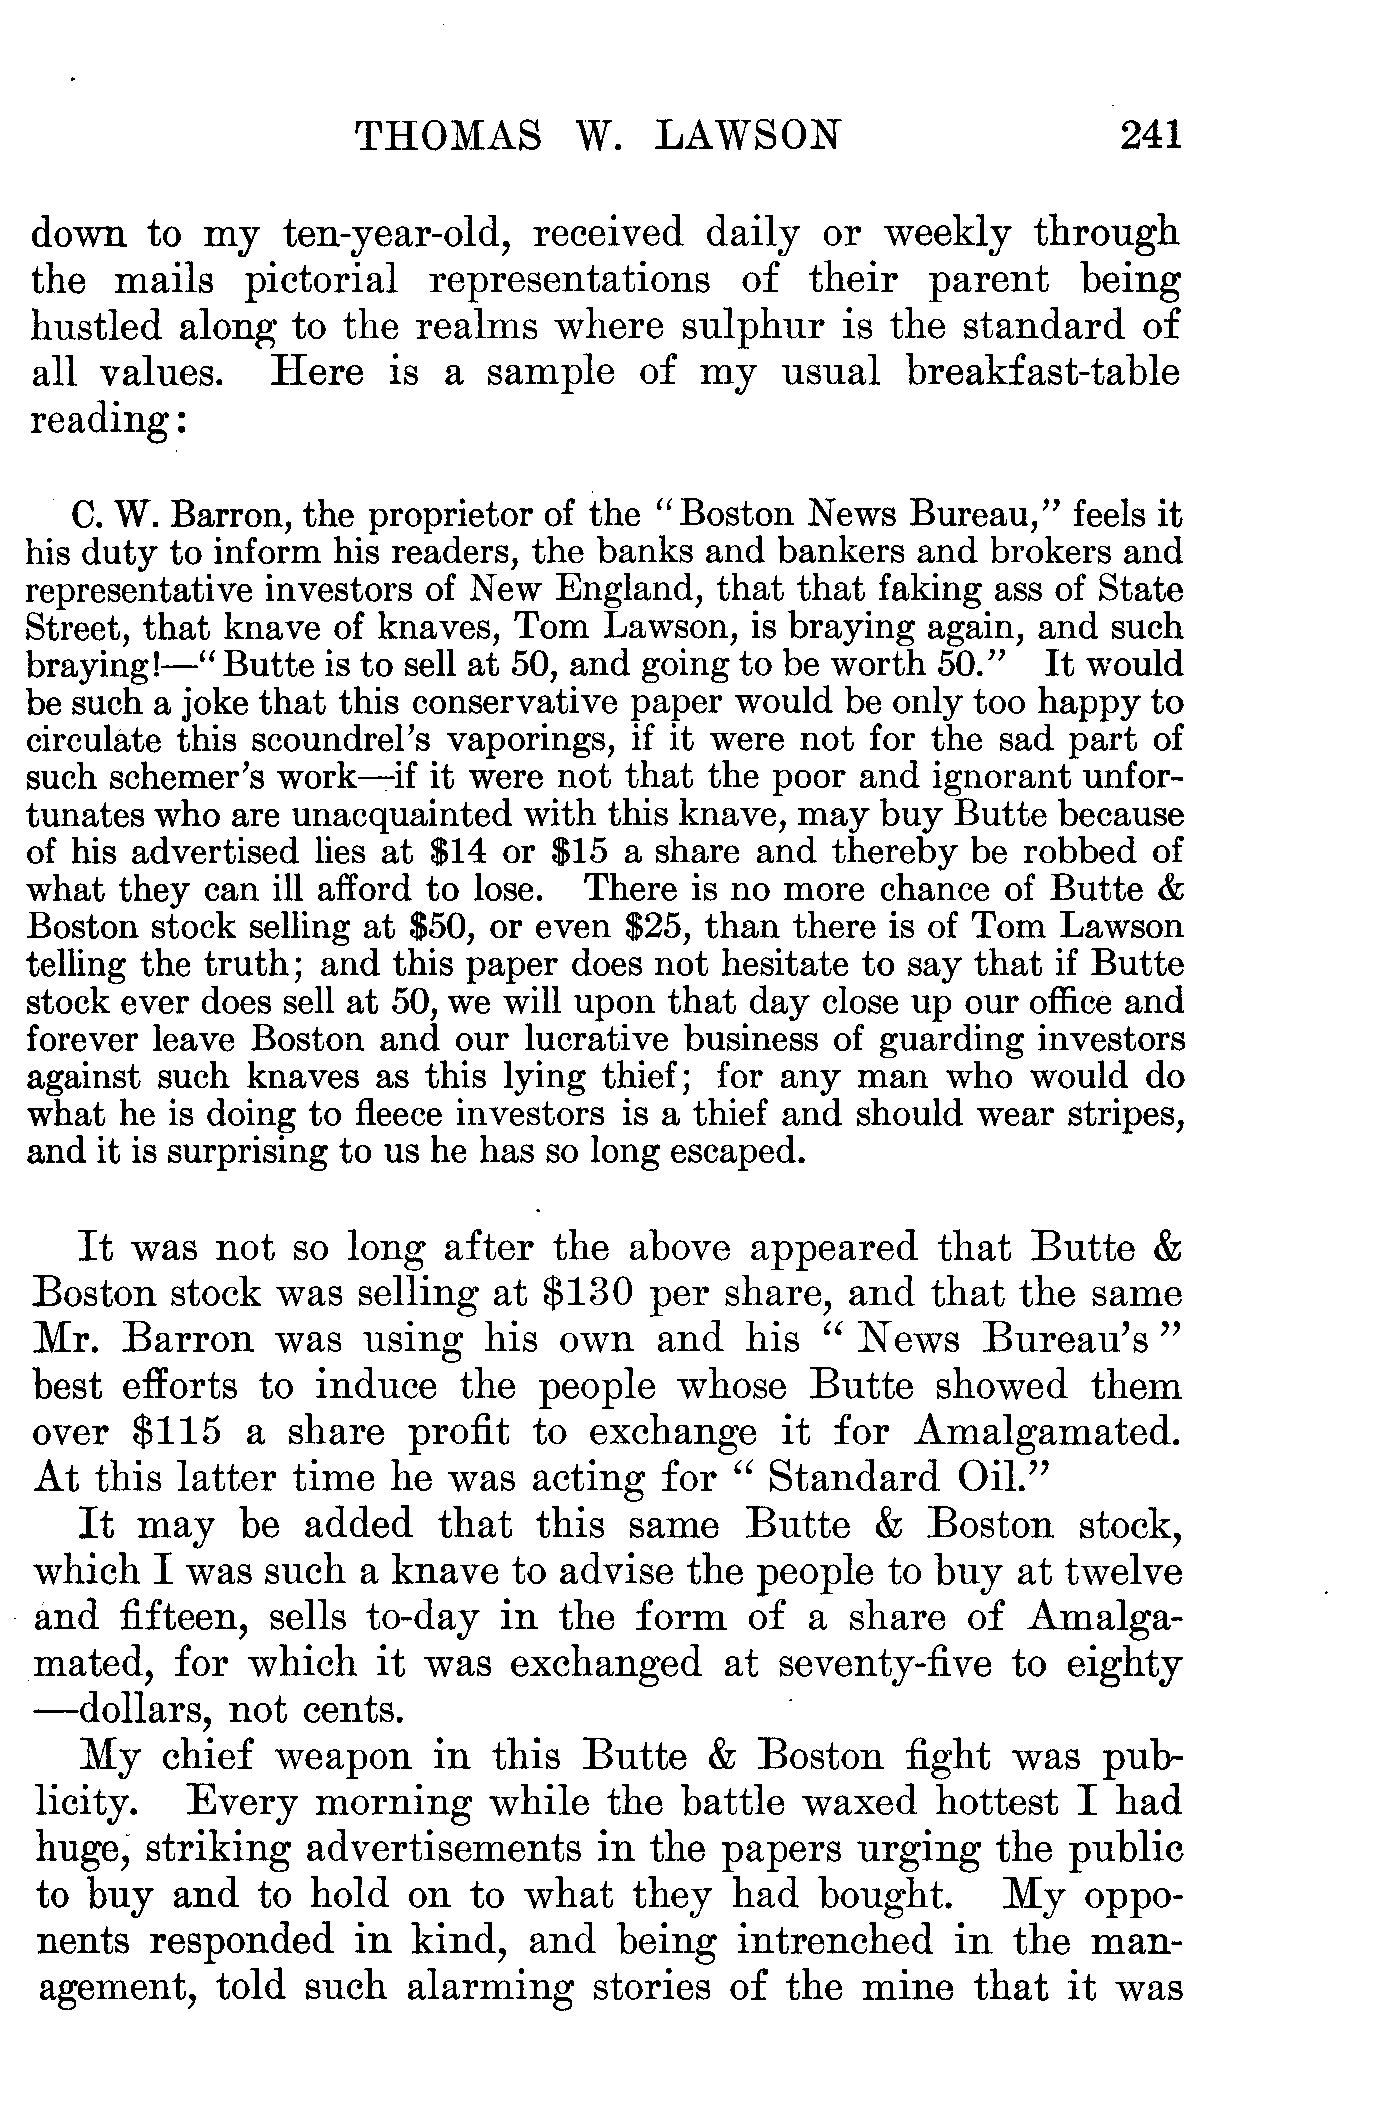 THOMAS W. LAWSON 241
down to my ten-year-old, received daily or weekly through
the mails pictorial representations of their parent being
hustled along to the realms where sulphur is the standard of
all values. Here is a sample of my usual breakfast-table
reading:
C. W. Barron, the proprietor of the "Boston News Bureau," feels it
his duty to inform his readers, the banks and bankers and brokers and
representative investors of New England, that that faking ass of State
Street, that knave of knaves, Tom Lawson, is braying again, and such
braying!—"Butte is to sell at 50, and going to be worth 50." It would
be such a joke that this conservative paper would be only too happy to
circulate this scoundrel's vaporings, if it were not for the sad part of
such schemer's work—if it were not that the poor and ignorant unfor-
tunates who are unacquainted with this knave, may buy Butte because
of his advertised lies at $14 or $15 a share and thereby be robbed of
what they can ill afford to lose. There is no more chance of Butte &
Boston stock selling at $50, or even $25, than there is of Tom Lawson
telling the truth; and this paper does not hesitate to say that if Butte
stock ever does sell at 50, we will upon that day close up our office and
forever leave Boston and our lucrative business of guarding investors
against such knaves as this lying thief; for any man who would do
what he is doing to fleece investors is a thief and should wear stripes,
and it is surprising to us he has so long escaped.
It was not so long after the above appeared that Butte &
Boston stock was selling at $130 per share, and that the same
Mr. Barron was using his own and his "News Bureau's"
best efforts to induce the people whose Butte showed them
over $115 a share profit to exchange it for Amalgamated.
At this latter time he was acting for "Standard Oil."
It may be added that this same Butte & Boston stock,
which I was such a knave to advise the people to buy at twelve
and fifteen, sells to-day in the form of a share of Amalga-
mated, for which it was exchanged at seventy-five to eighty
—dollars, not cents.
My chief weapon in this Butte & Boston fight was pub-
licity. Every morning while the battle waxed hottest I had
huge, striking advertisements in the papers urging the public
to buy and to hold on to what they had bought. My oppo-
nents responded in kind, and being intrenched in the man-
agement, told such alarming stories of the mine that it was